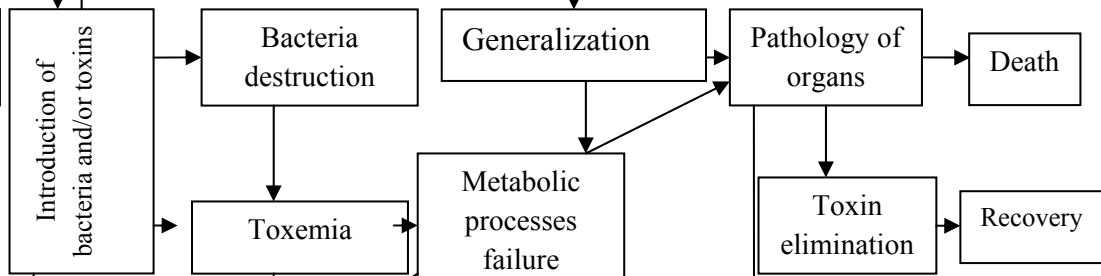 Introduction of
bacteria and/or toxins
Bacteria
destruction
Generalization
Pathology of
organs
Death
Toxemia
Metabolic
processes
failure
Toxin
elimination
Recovery